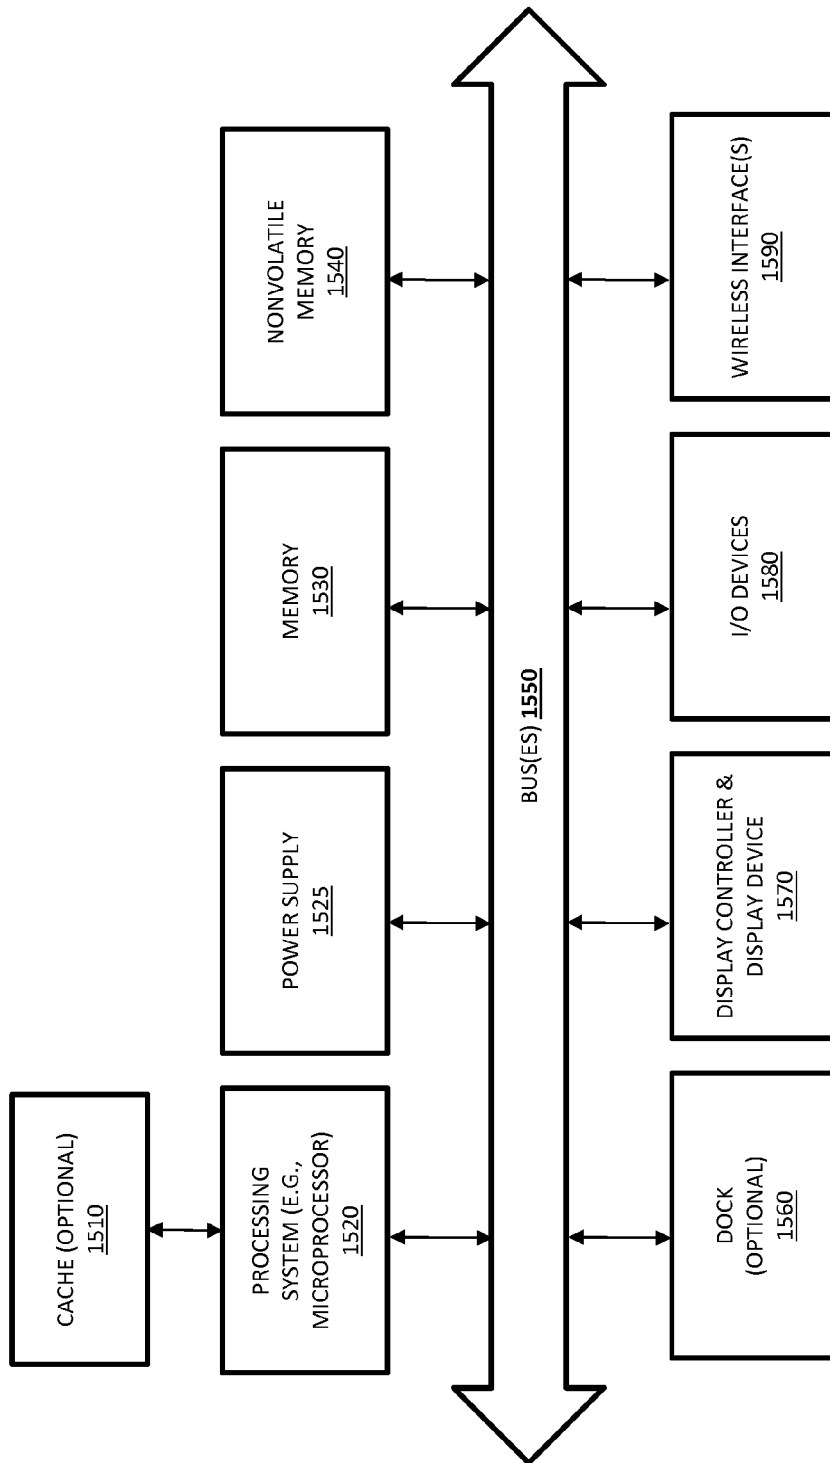 CACHE (OPTIONAL)
1510
PROCESSING
SYSTEM (E.G.,
MICROPROCESSOR)
1520
POWER SUPPLY
1525
MEMORY
1530
NONVOLATILE
MEMORY
1540
BUS(ES) 1550
DOCK
(OPTIONAL)
1560
DISPLAY CONTROLLER &
DISPLAY DEVICE
1570
I/O DEVICES
1580
WIRELESS INTERFACE(S)
1590